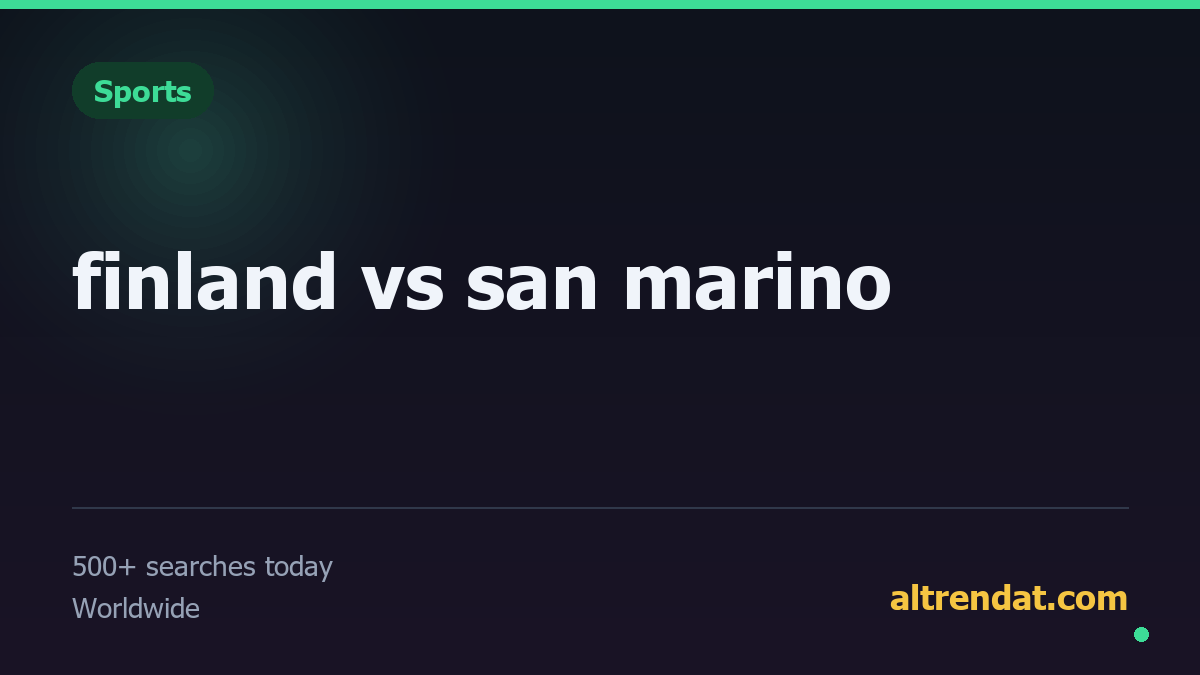 Sports
finland vs san marino
500+ searches today
Worldwide
altrendat.com